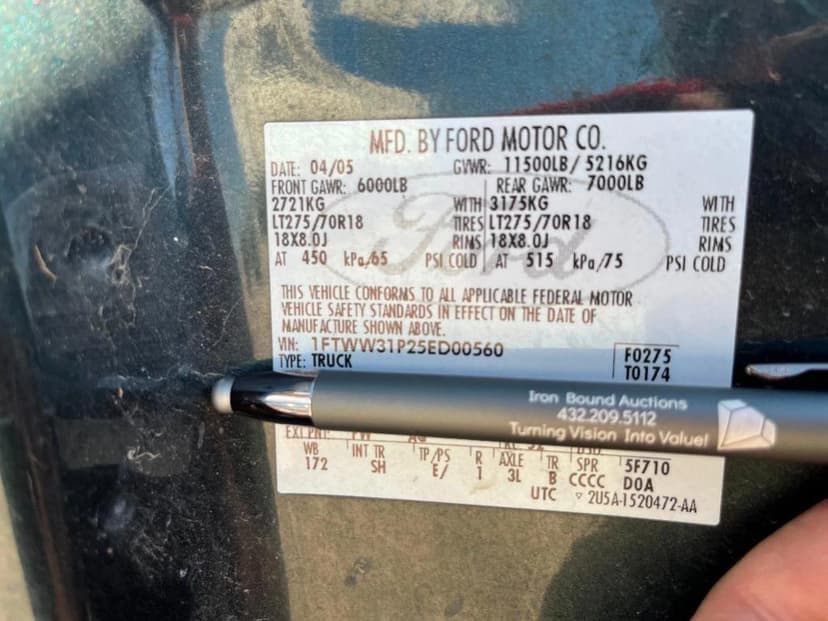 MFD. BY FORD MOTOR CO.
DATE: 04/05 GVWR: 11500LB/ 5216KG
FRONT GAWR: 6000LB REAR GAWR: 7000LB
2721KG WITH 3175KG WITH
LT275/70R18 TIRES LT275/70R18 TIRES
18X8.0J RIMS 18X8.0J RIMS
AT 450 kPa/65 PSI COLD AT 515 kPa/75 PSI COLD
Ford
THIS VEHICLE CONFORMS TO ALL APPLICABLE FEDERAL MOTOR
VEHICLE SAFETY STANDARDS IN EFFECT ON THE DATE OF
MANUFACTURE SHOWN ABOVE.
VIN: 1FTWW31P25ED00560
TYPE: TRUCK
F0275
T0174
Iron Bound Auctions
432.209.5112
Turning Vision Into Value!
EXT PNT:
WB INT TR TP/PS R AXLE TR SPR 5F710
172 SH E/ 1 3L B CCCC D0A
UTC ▽ 2U5A-1520472-AA